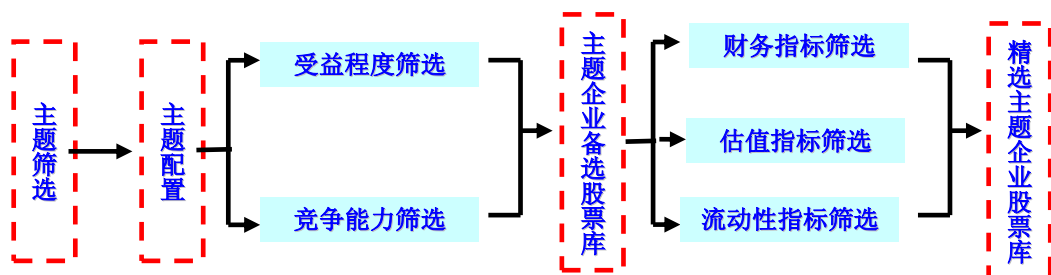 主题筛选
主题配置
受益程度筛选
竞争能力筛选
主题企业备选股票库
财务指标筛选
估值指标筛选
流动性指标筛选
精选主题企业股票库